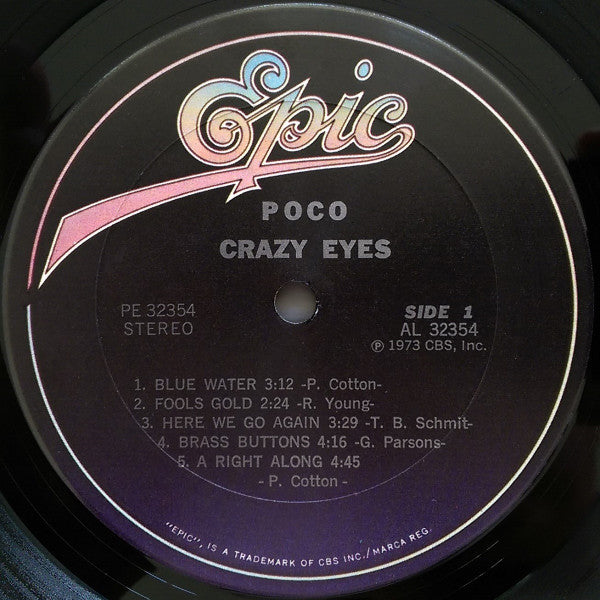 Epic
POCO
CRAZY EYES
PE 32354
STEREO
SIDE 1
AL 32354
℗ 1973 CBS, Inc.
1. BLUE WATER 3:12 -P. Cotton-
2. FOOLS GOLD 2:24 -R. Young-
3. HERE WE GO AGAIN 3:29 -T. B. Schmit-
4. BRASS BUTTONS 4:16 -G. Parsons-
5. A RIGHT ALONG 4:45
- P. Cotton -
"EPIC", IS A TRADEMARK OF CBS INC./MARCA REG.